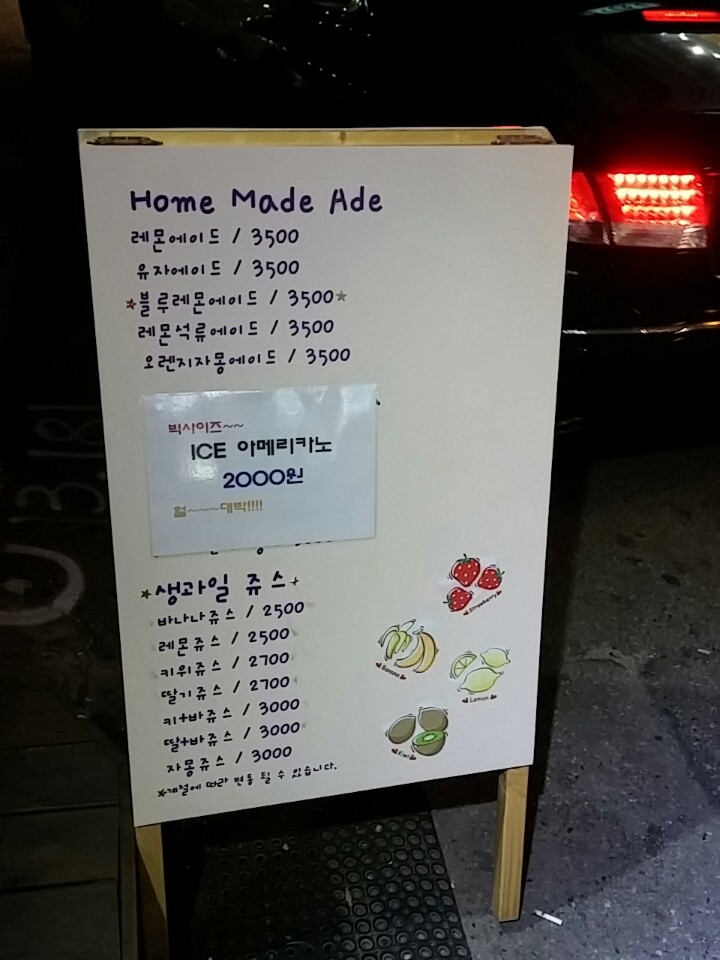 Home Made Ade
레몬에이드 / 3500
유자에이드 / 3500
★블루레몬에이드 / 3500★
레몬석류에이드 / 3500
오렌지자몽에이드 / 3500
빅사이즈~~
ICE 아메리카노
2000원
헐~~~대박!!!!
★생과일 쥬스★
바나나쥬스 / 2500
레몬쥬스 / 2500
키위쥬스 / 2700
딸기쥬스 / 2700
키+바쥬스 / 3000
딸+바쥬스 / 3000
자몽쥬스 / 3000
★계절에 따라 변동 될 수 있습니다.
Strawberry
Banana
Lemon
Kiwi